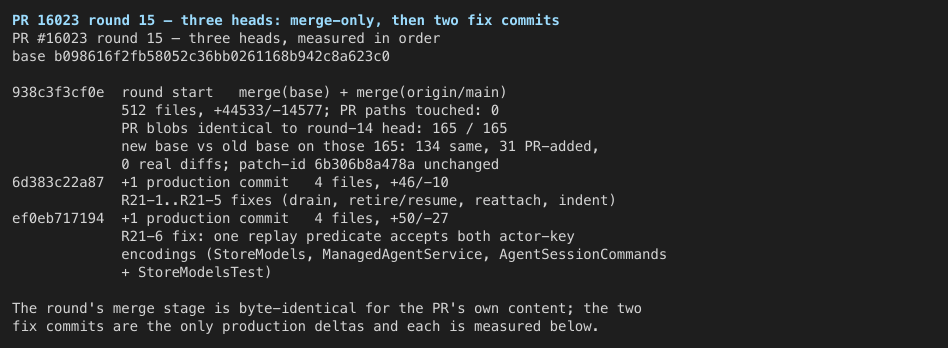 PR 16023 round 15 — three heads: merge-only, then two fix commits
PR #16023 round 15 — three heads, measured in order
base b098616f2fb58052c36bb0261168b942c8a623c0
938c3f3cf0e round start merge(base) + merge(origin/main)
512 files, +44533/-14577; PR paths touched: 0
PR blobs identical to round-14 head: 165 / 165
new base vs old base on those 165: 134 same, 31 PR-added,
0 real diffs; patch-id 6b306b8a478a unchanged
6d383c22a87 +1 production commit 4 files, +46/-10
R21-1..R21-5 fixes (drain, retire/resume, reattach, indent)
ef0eb717194 +1 production commit 4 files, +50/-27
R21-6 fix: one replay predicate accepts both actor-key
encodings (StoreModels, ManagedAgentService, AgentSessionCommands
+ StoreModelsTest)
The round's merge stage is byte-identical for the PR's own content; the two
fix commits are the only production deltas and each is measured below.